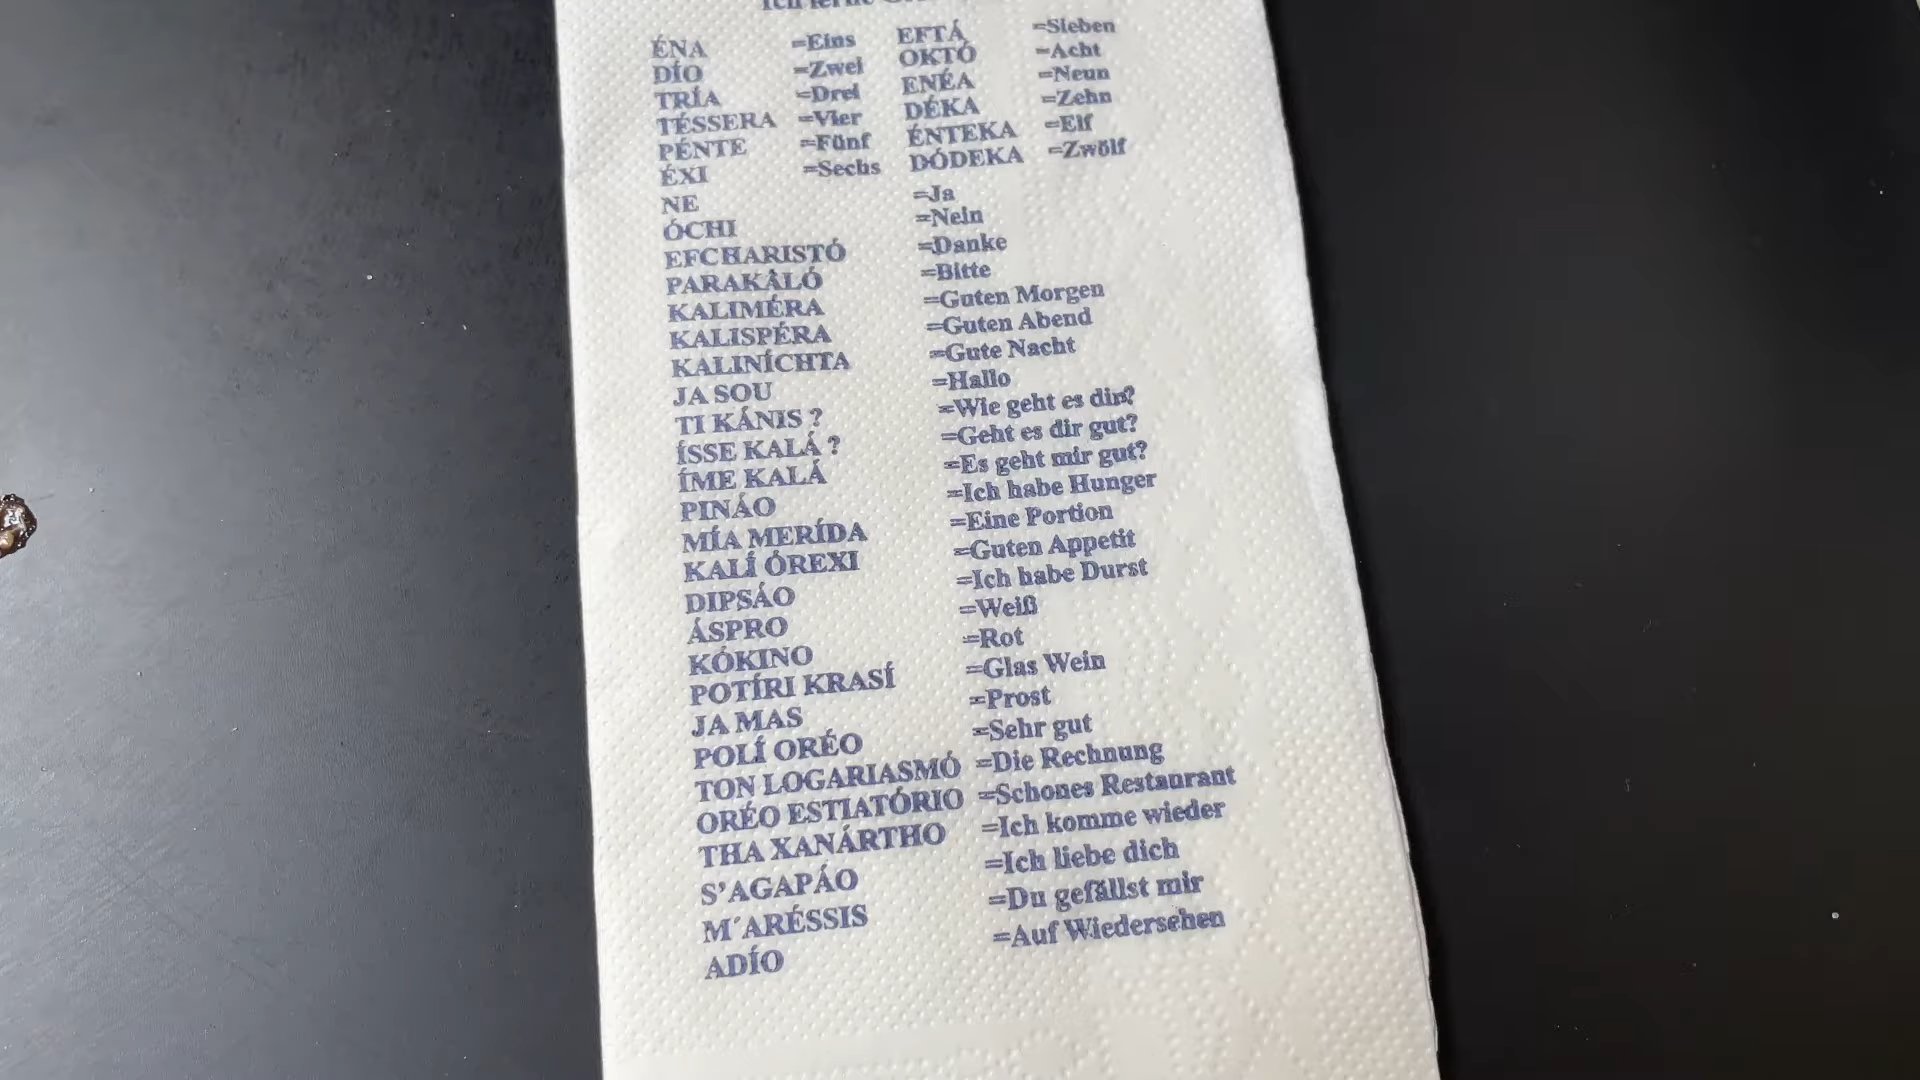 Ich lerne
ÉNA =Eins EFTÁ =Sieben
DÍO =Zwei OKTÓ =Acht
TRÍA =Drei ENÉA =Neun
TÉSSERA =Vier DÉKA =Zehn
PÉNTE =Fünf ÉNTEKA =Elf
ÉXI =Sechs DÓDEKA =Zwölf
NE =Ja
ÓCHI =Nein
EFCHARISTÓ =Danke
PARAKALÓ =Bitte
KALIMÉRA =Guten Morgen
KALISPÉRA =Guten Abend
KALINÍCHTA =Gute Nacht
JA SOU =Hallo
TI KÁNIS ? =Wie geht es dir?
ÍSSE KALÁ ? =Geht es dir gut?
ÍME KALÁ =Es geht mir gut?
PINÁO =Ich habe Hunger
MÍA MERÍDA =Eine Portion
KALÍ ÓREXI =Guten Appetit
DIPSÁO =Ich habe Durst
ÁSPRO =Weiß
KÓKINO =Rot
POTÍRI KRASÍ =Glas Wein
JA MAS =Prost
POLÍ ORÉO =Sehr gut
TON LOGARIASMÓ =Die Rechnung
ORÉO ESTIATÓRIO =Schones Restaurant
THA XANÁRTHO =Ich komme wieder
S’AGAPÁO =Ich liebe dich
M´ARÉSSIS =Du gefällst mir
ADÍO =Auf Wiedersehen